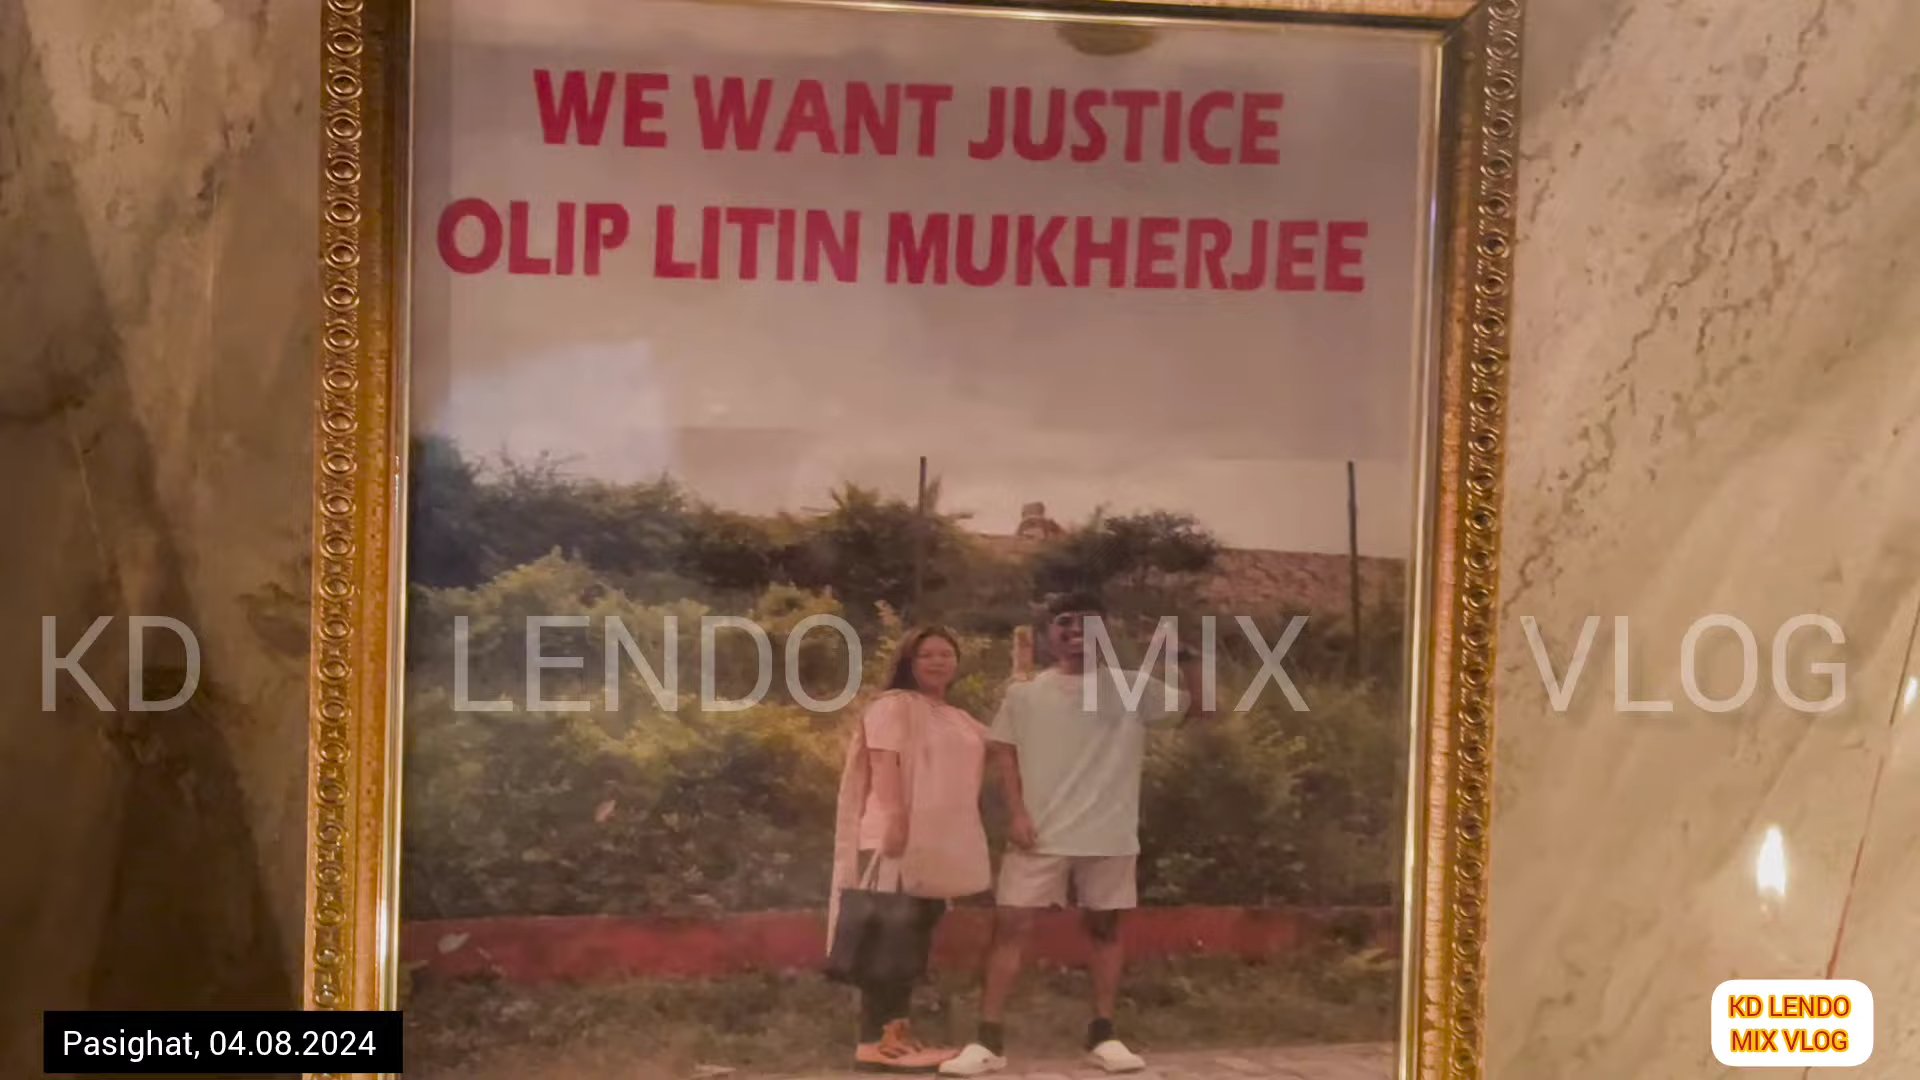 WE WANT JUSTICE
OLIP LITIN MUKHERJEE
KD LENDO MIX VLOG
Pasighat, 04.08.2024
KD LENDO
MIX VLOG